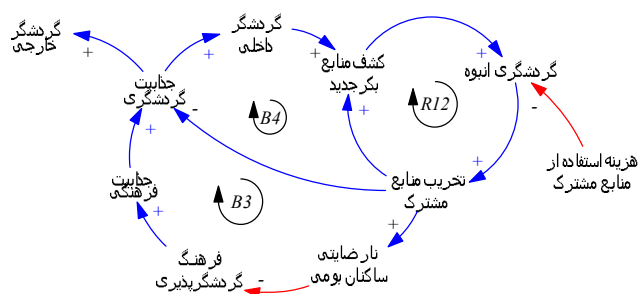 گردشگر
خارجی
گردشگر
داخلی
کشف منابع
بکر جدید
گردشگری انبوه
جذابیت
گردشگری
هزینه استفاده از
منابع مشترک
تخریب منابع
مشترک
جذابیت
فرهنگی
نارضایتی
ساکنان بومی
فرهنگ
گردشگرپذیری
B4
R12
B3
+
+
+
+
-
+
-
+
+
+
+
+
-